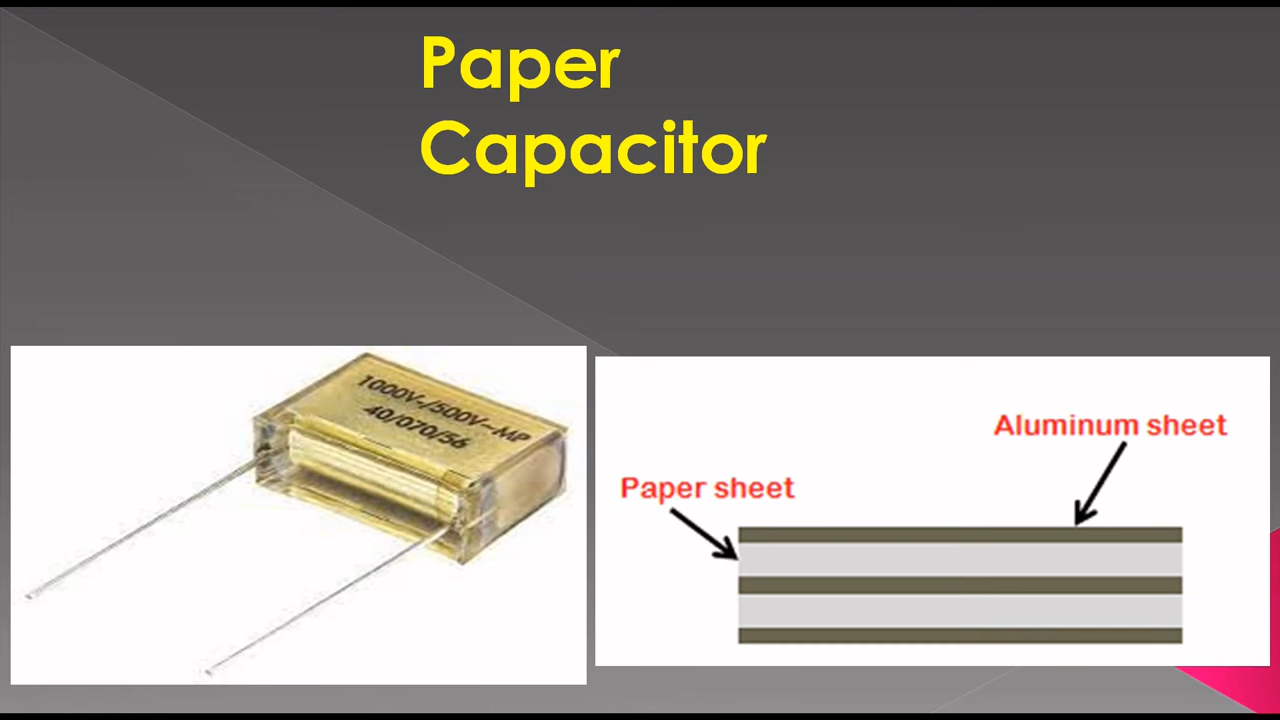 Paper
Capacitor
1000V-/500V~MP
40/070/56
Aluminum sheet
Paper sheet